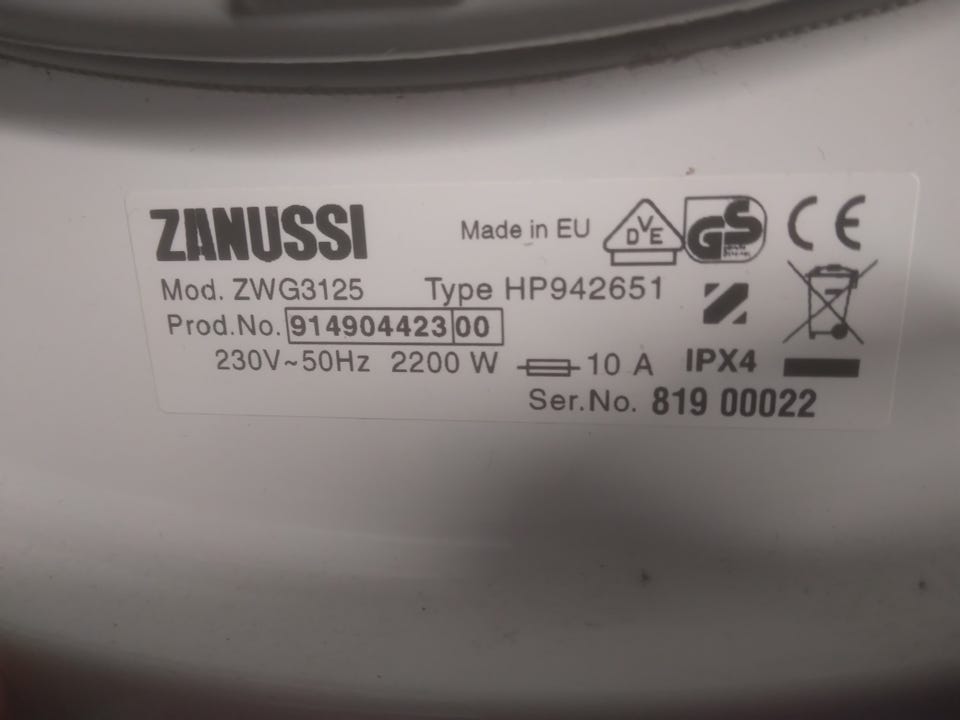 ZANUSSI Made in EU DVE GS CE
Mod. ZWG3125 Type HP942651
Prod.No. 914904423 00
230V~50Hz 2200 W 10 A IPX4
Ser.No. 819 00022